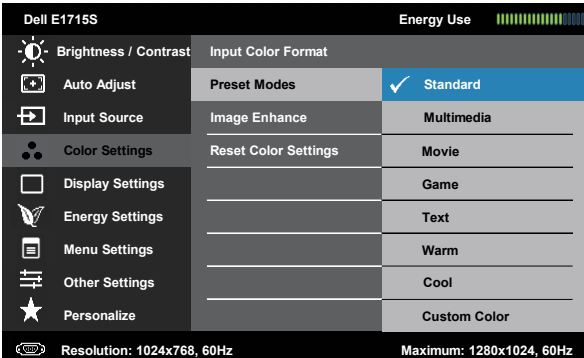 Dell E1715S Energy Use
Brightness / Contrast Input Color Format
Auto Adjust Preset Modes Standard
Input Source Image Enhance Multimedia
Color Settings Reset Color Settings Movie
Display Settings Game
Energy Settings Text
Menu Settings Warm
Other Settings Cool
Personalize Custom Color
Resolution: 1024x768, 60Hz Maximum: 1280x1024, 60Hz